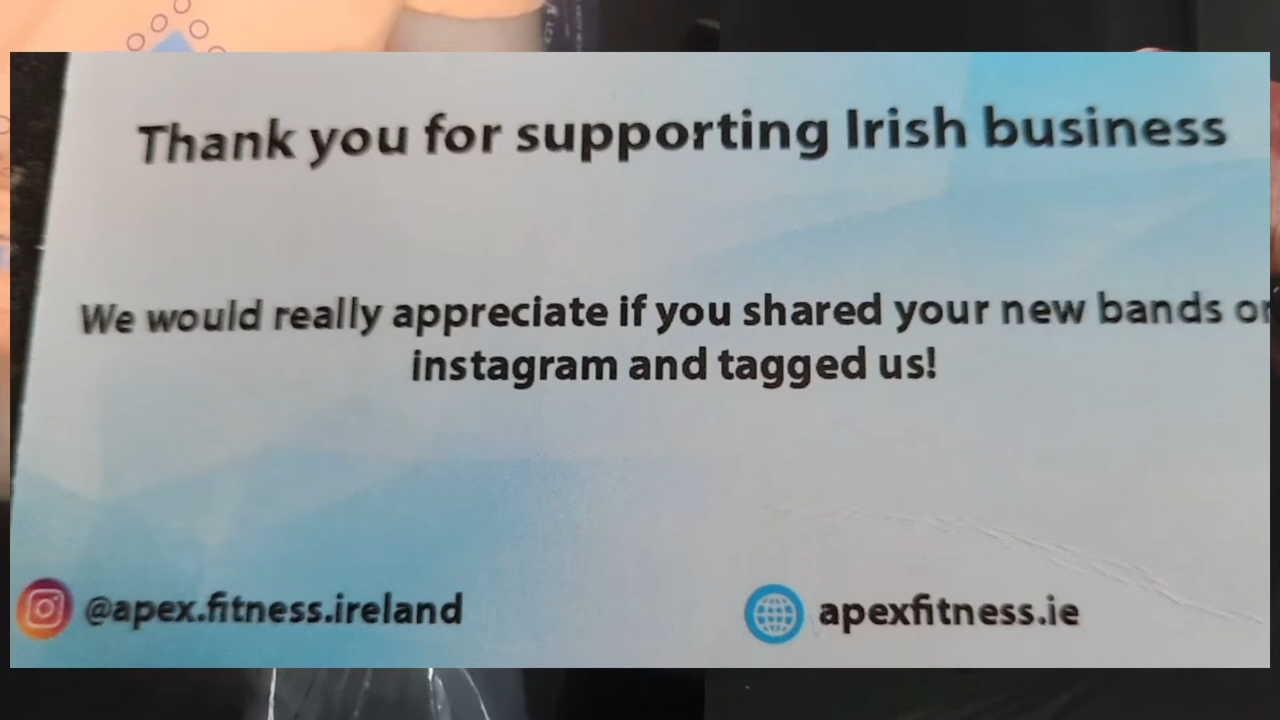 Thank you for supporting Irish business
We would really appreciate if you shared your new bands
instagram and tagged us!
@apex.fitness.ireland
apexfitness.ie